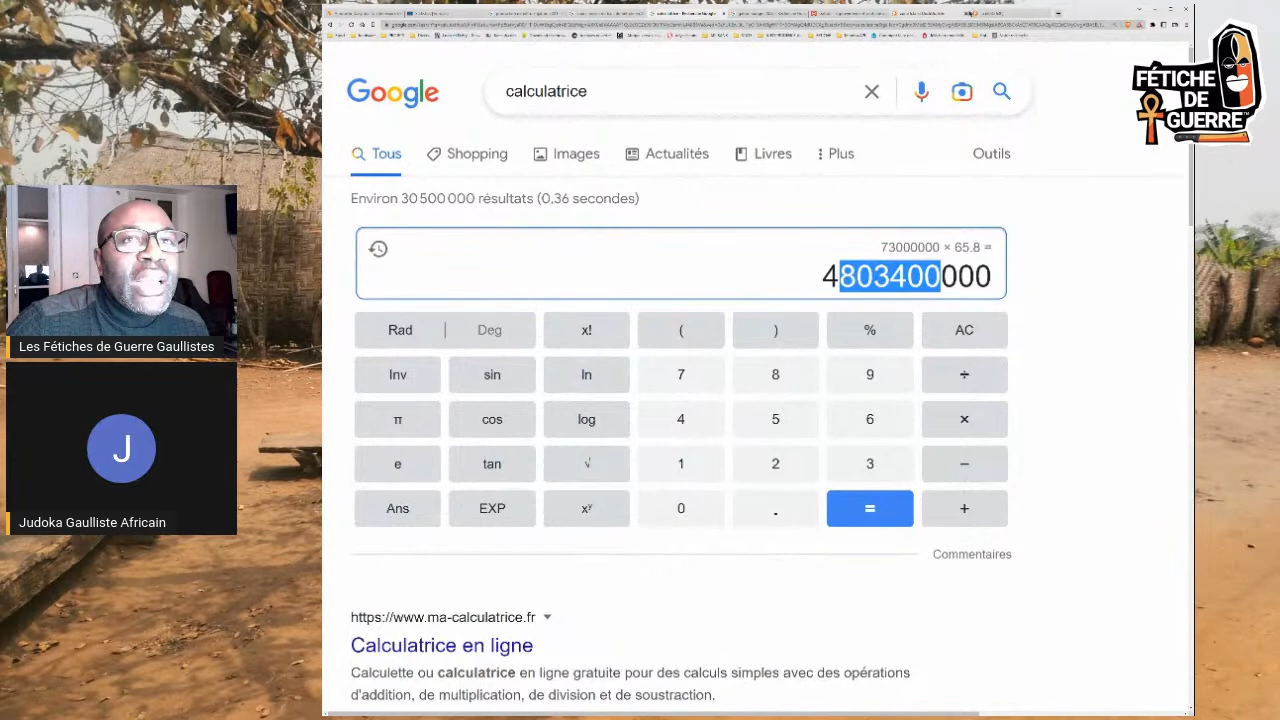 Google
calculatrice
Tous
Shopping
Images
Actualités
Livres
Plus
Outils
Environ 30 500 000 résultats (0,36 secondes)
73000000 × 65.8 =
4803400000
Rad
Deg
x!
(
)
%
AC
Inv
sin
ln
7
8
9
÷
π
cos
log
4
5
6
×
e
tan
√
1
2
3
−
Ans
EXP
xʸ
0
.
=
+
Commentaires
https://www.ma-calculatrice.fr
Calculatrice en ligne
Calculette ou calculatrice en ligne gratuite pour des calculs simples avec des opérations
d'addition, de multiplication, de division et de soustraction.
FÉTICHE
DE
GUERRE™
Les Fétiches de Guerre Gaullistes
J
Judoka Gaulliste Africain